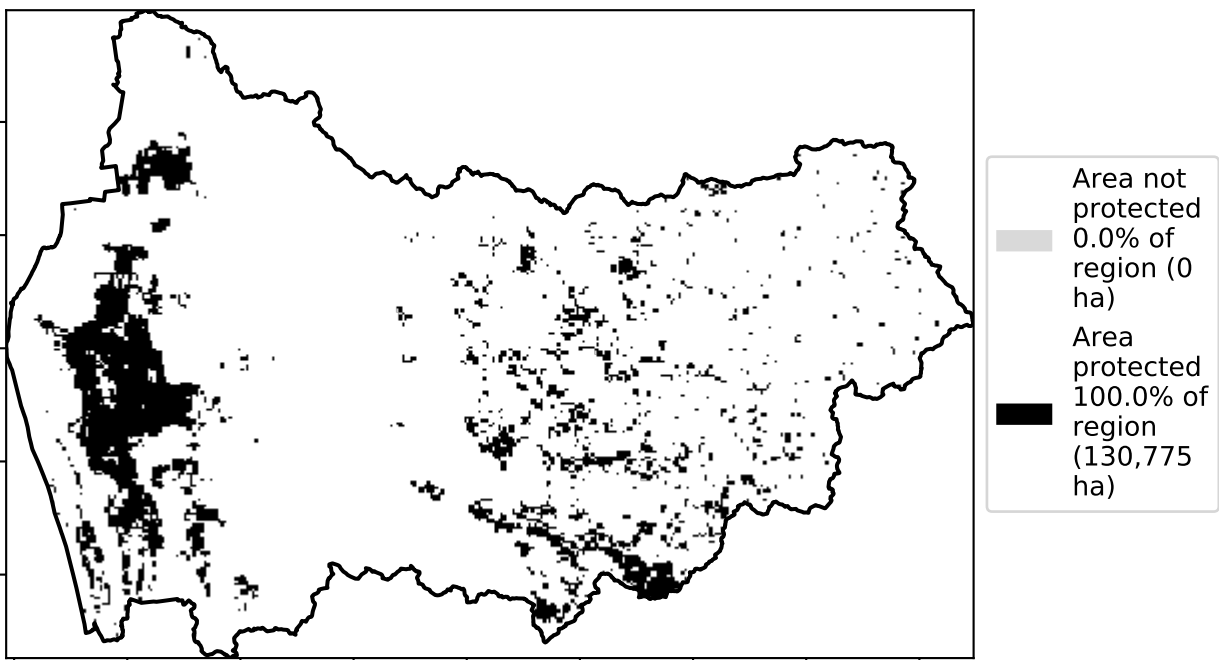 Area not
protected
0.0% of
region (0
ha)
Area
protected
100.0% of
region
(130,775
ha)